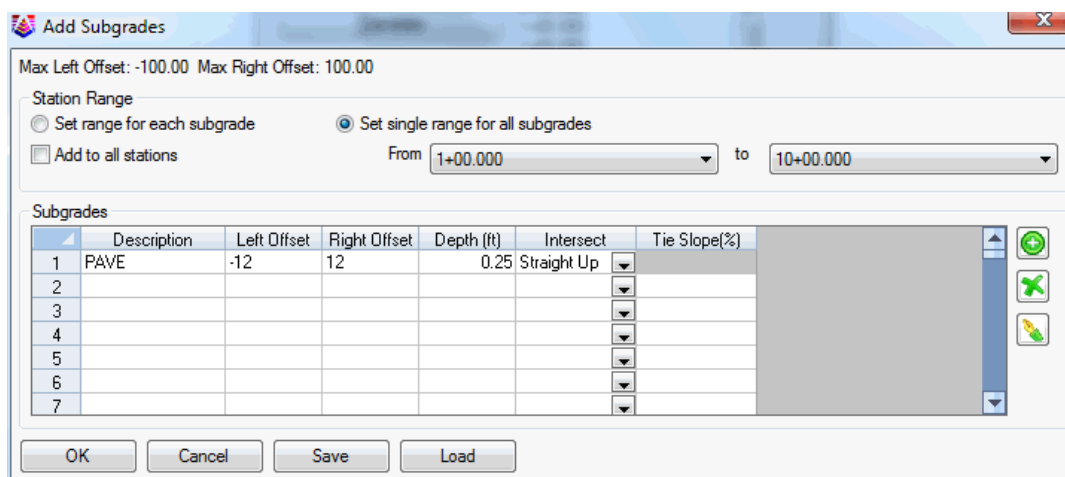 Add Subgrades
Max Left Offset: -100.00 Max Right Offset: 100.00
Station Range
Set range for each subgrade Set single range for all subgrades
Add to all stations From 1+00.000 to 10+00.000
Subgrades
Description Left Offset Right Offset Depth (ft) Intersect Tie Slope(%)
1 PAVE -12 12 0.25 Straight Up
2
3
4
5
6
7
OK Cancel Save Load